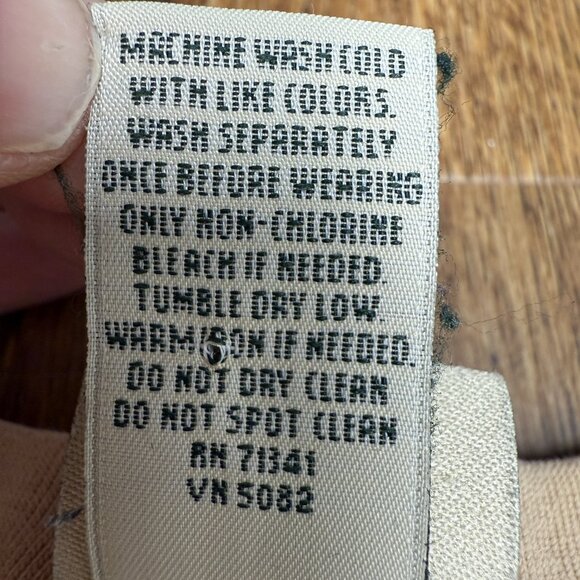 MACHINE WASH COLD
WITH LIKE COLORS.
WASH SEPARATELY
ONCE BEFORE WEARING
ONLY NON-CHLORINE
BLEACH IF NEEDED.
TUMBLE DRY LOW.
WARM IRON IF NEEDED.
DO NOT DRY CLEAN
DO NOT SPOT CLEAN
RN 71341
VN 5082